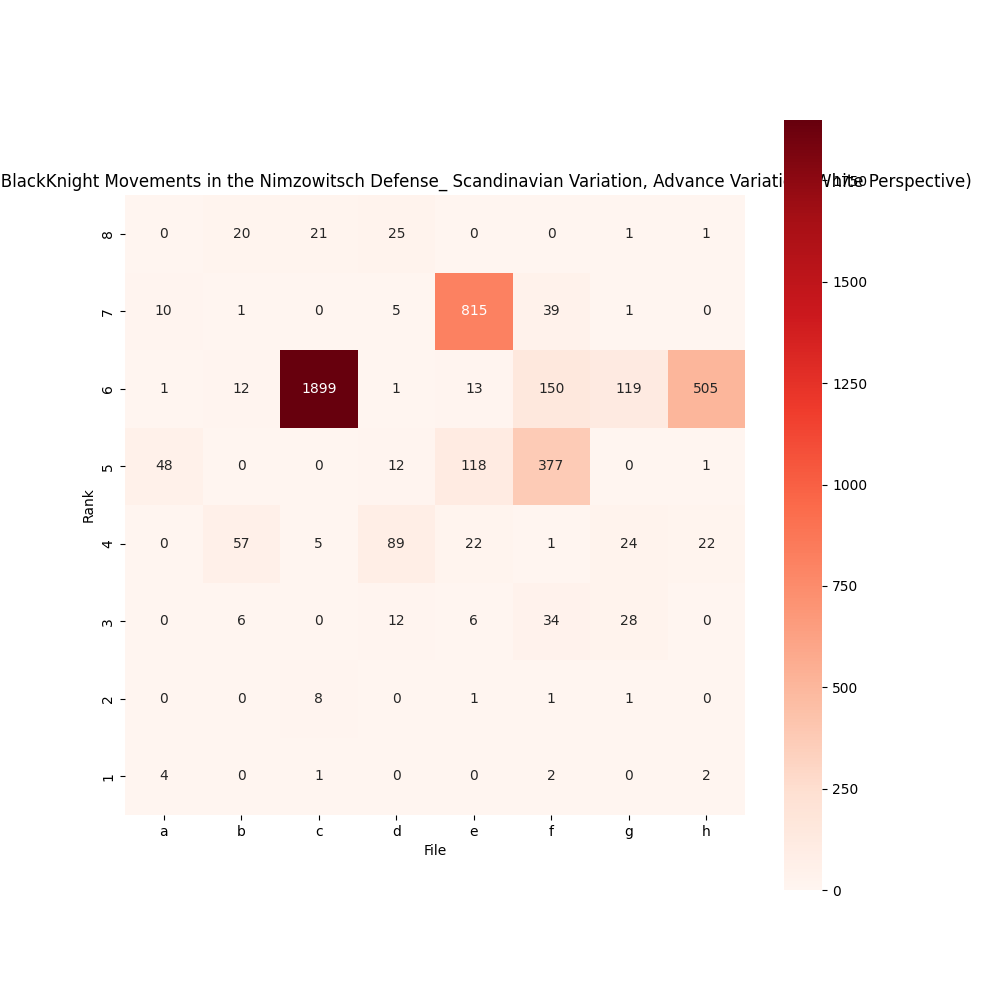 BlackKnight Movements in the Nimzowitsch Defense_ Scandinavian Variation, Advance Variati White Perspective)
1750
8 0 20 21 25 0 0 1 1
1500
7 10 1 0 5 815 39 1 0
1250
6 1 12 1899 1 13 150 119 505
1000
5 48 0 0 12 118 377 0 1
Rank
4 0 57 5 89 22 1 24 22
750
3 0 6 0 12 6 34 28 0
500
2 0 0 8 0 1 1 1 0
1 4 0 1 0 0 2 0 2
250
a b c d e f g h
File
0